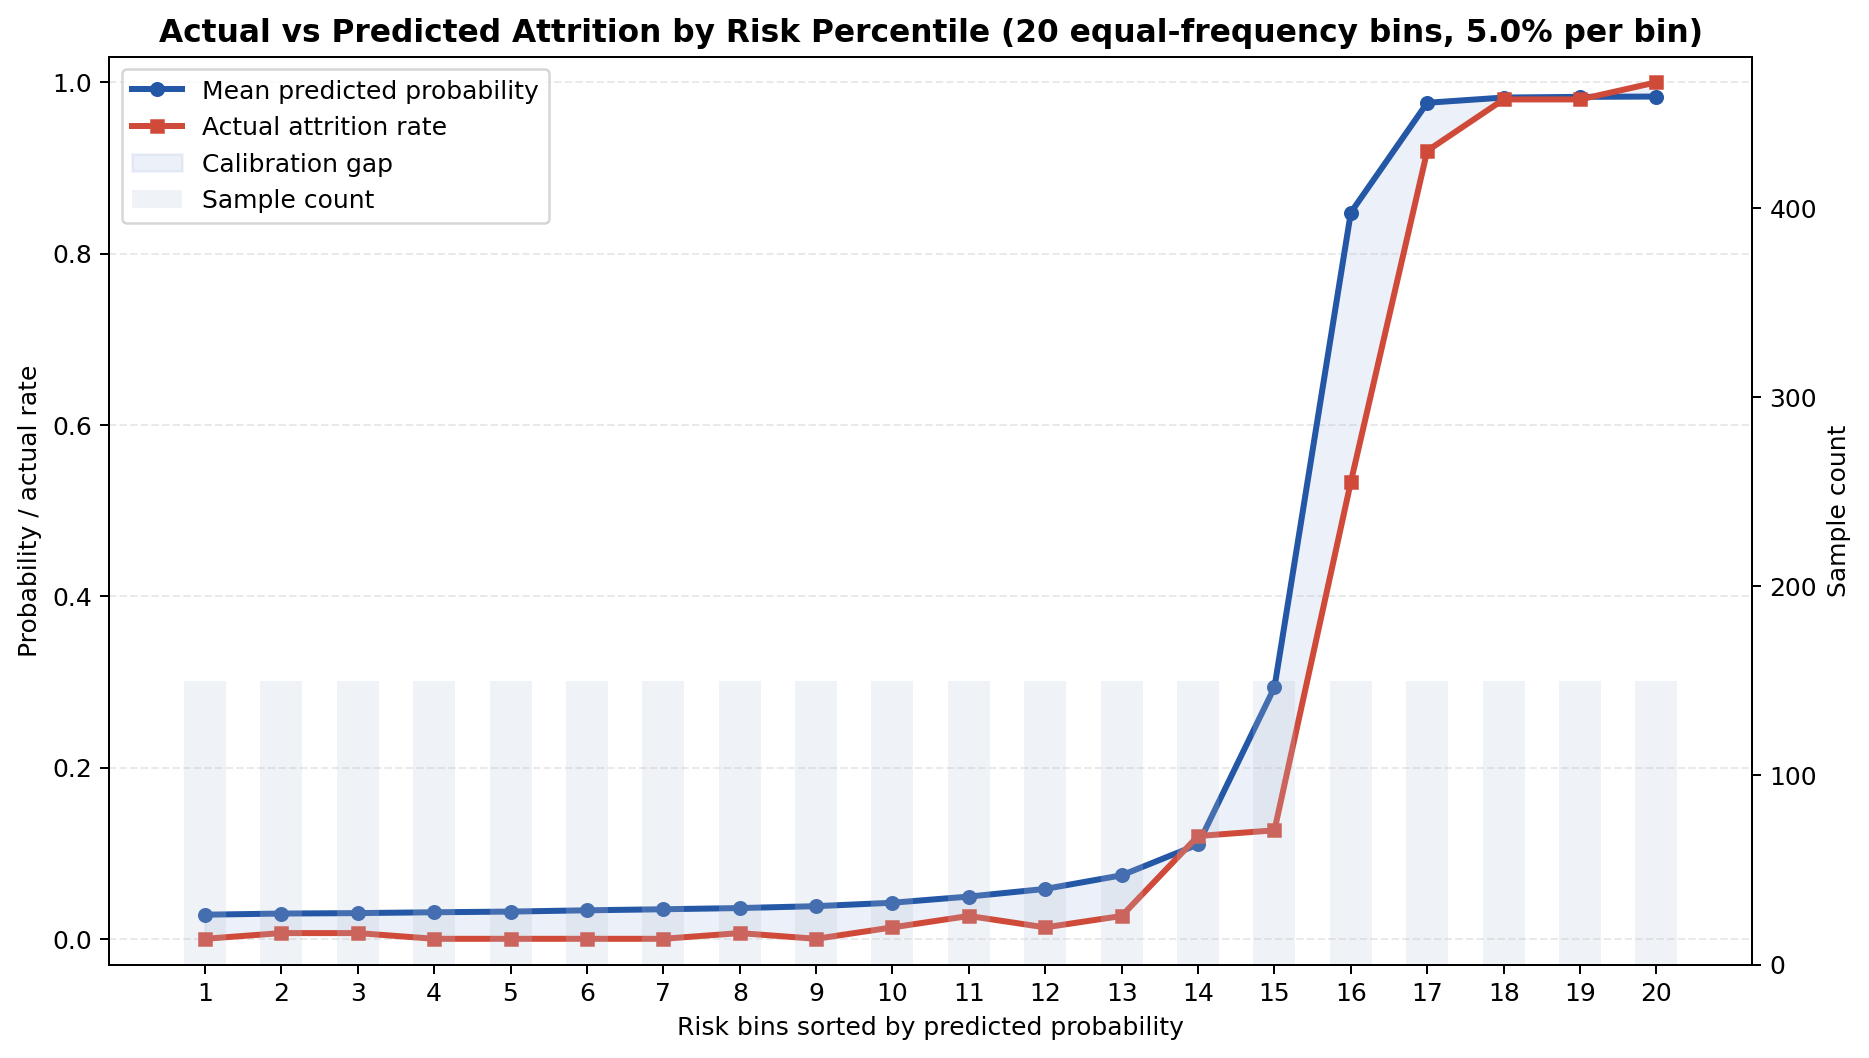 Actual vs Predicted Attrition by Risk Percentile (20 equal-frequency bins, 5.0% per bin)
Mean predicted probability
Actual attrition rate
Calibration gap
Sample count
1.0
0.8
0.6
0.4
0.2
0.0
Probability / actual rate
400
300
200
100
0
Sample count
1 2 3 4 5 6 7 8 9 10 11 12 13 14 15 16 17 18 19 20
Risk bins sorted by predicted probability